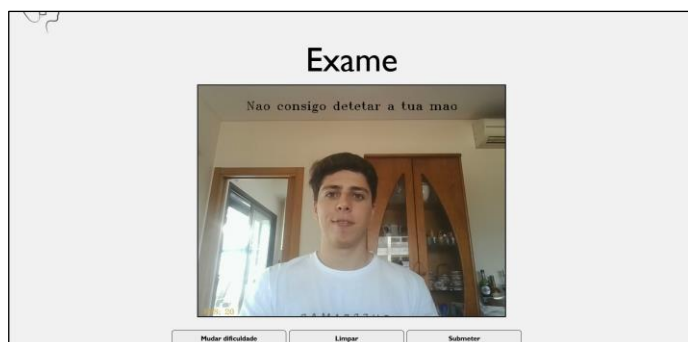 Exame
Nao consigo detetar a tua mao
Mudar dificuldade
Limpar
Submeter